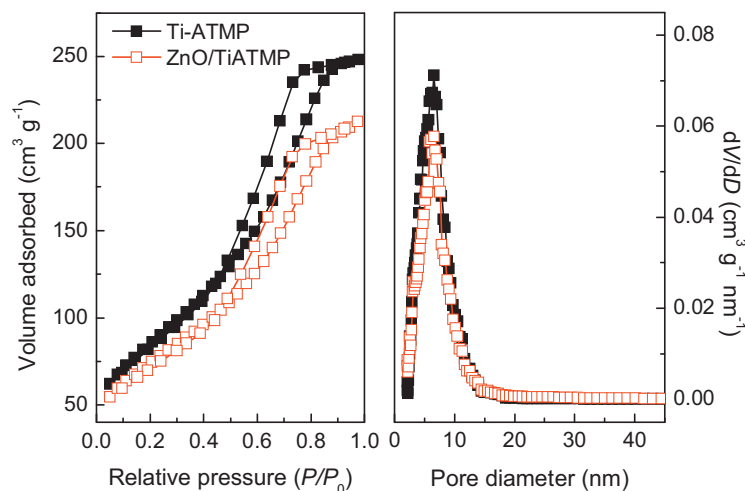 Ti-ATMP
ZnO/TiATMP
Volume adsorbed (cm³ g⁻¹)
250
200
150
100
50
0.0 0.2 0.4 0.6 0.8 1.0
Relative pressure (P/P₀)
0 10 20 30 40
Pore diameter (nm)
0.08
0.06
0.04
0.02
0.00
dV/dD (cm³ g⁻¹ nm⁻¹)